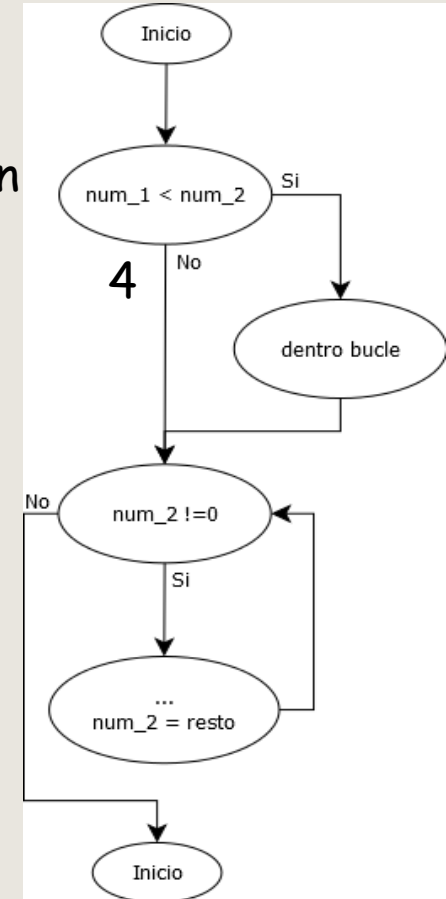 Inicio
n
num_1 < num_2
Si
No
4
dentro bucle
No
num_2 !=0
Si
...
num_2 = resto
Inicio